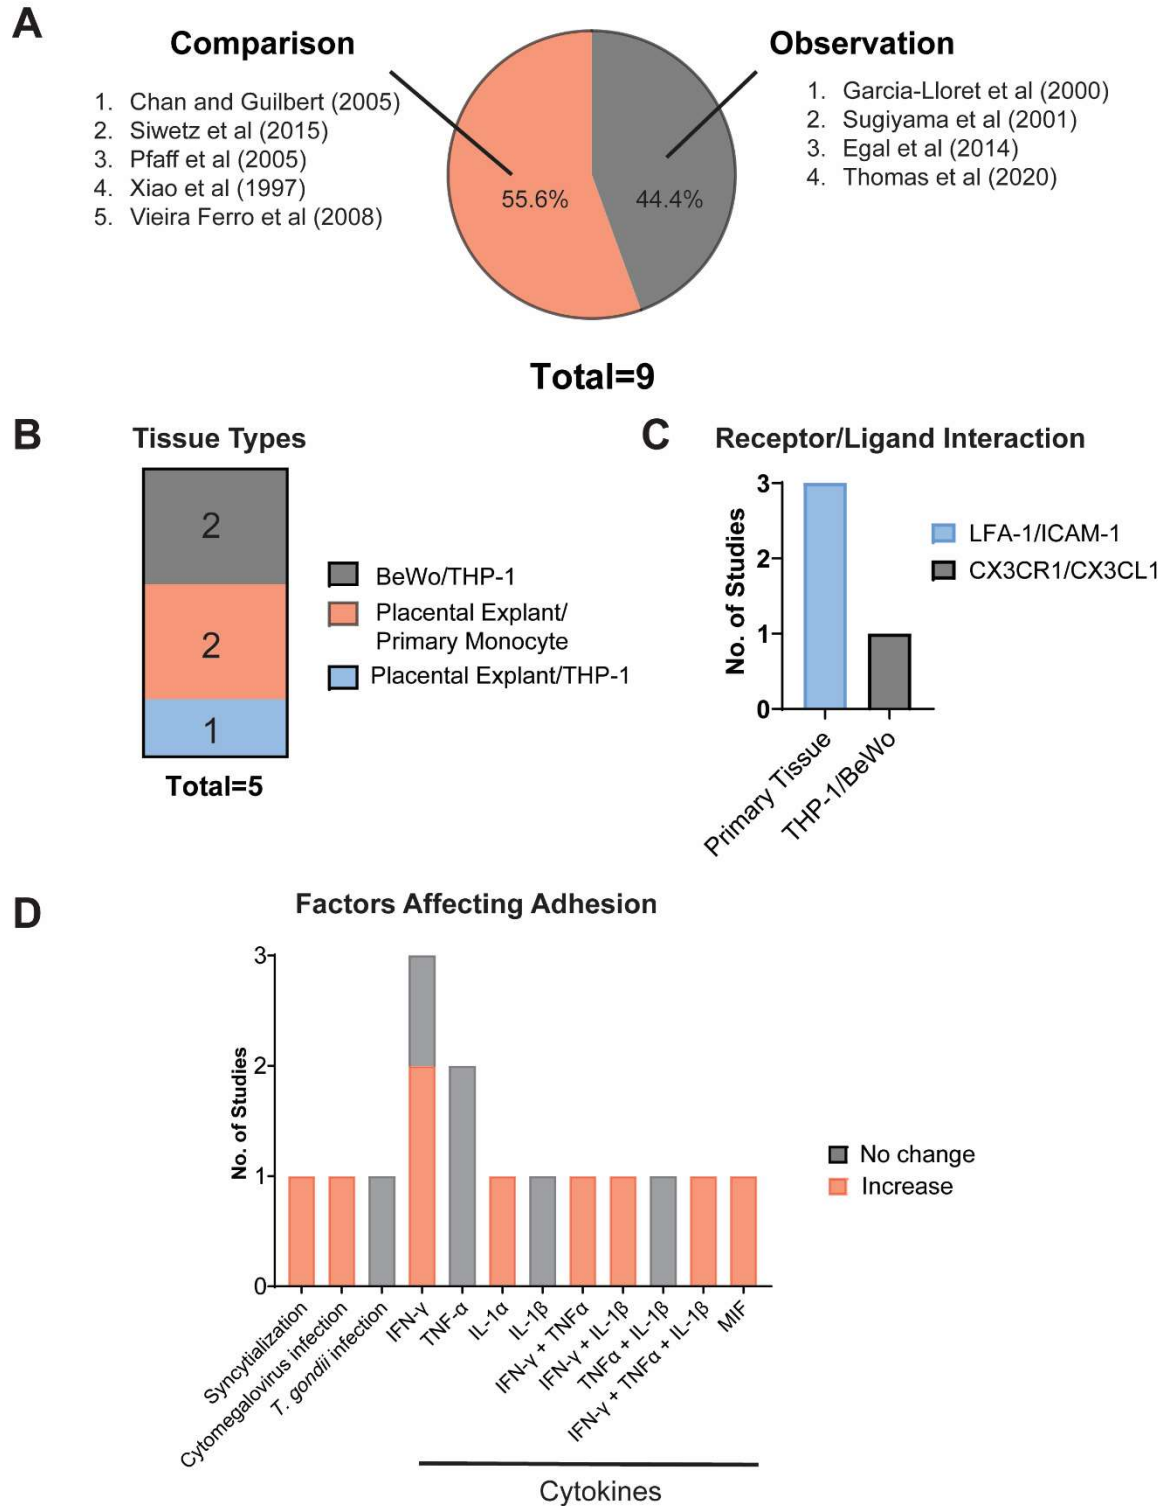 A
Comparison
1. Chan and Guilbert (2005)
2. Siwetz et al (2015)
3. Pfaff et al (2005)
4. Xiao et al (1997)
5. Vieira Ferro et al (2008)
55.6%
44.4%
Observation
1. Garcia-Lloret et al (2000)
2. Sugiyama et al (2001)
3. Egal et al (2014)
4. Thomas et al (2020)
Total=9
B
Tissue Types
2
2
1
Total=5
BeWo/THP-1
Placental Explant/
Primary Monocyte
Placental Explant/THP-1
C
Receptor/Ligand Interaction
No. of Studies
3
2
1
0
Primary Tissue
THP-1/BeWo
LFA-1/ICAM-1
CX3CR1/CX3CL1
D
Factors Affecting Adhesion
No. of Studies
3
2
1
0
Syncytialization
Cytomegalovirus infection
T. gondii infection
IFN-γ
TNF-α
IL-1α
IL-1β
IFN-γ + TNFα
IFN-γ + IL-1β
TNFα + IL-1β
IFN-γ + TNFα + IL-1β
MIF
Cytokines
No change
Increase